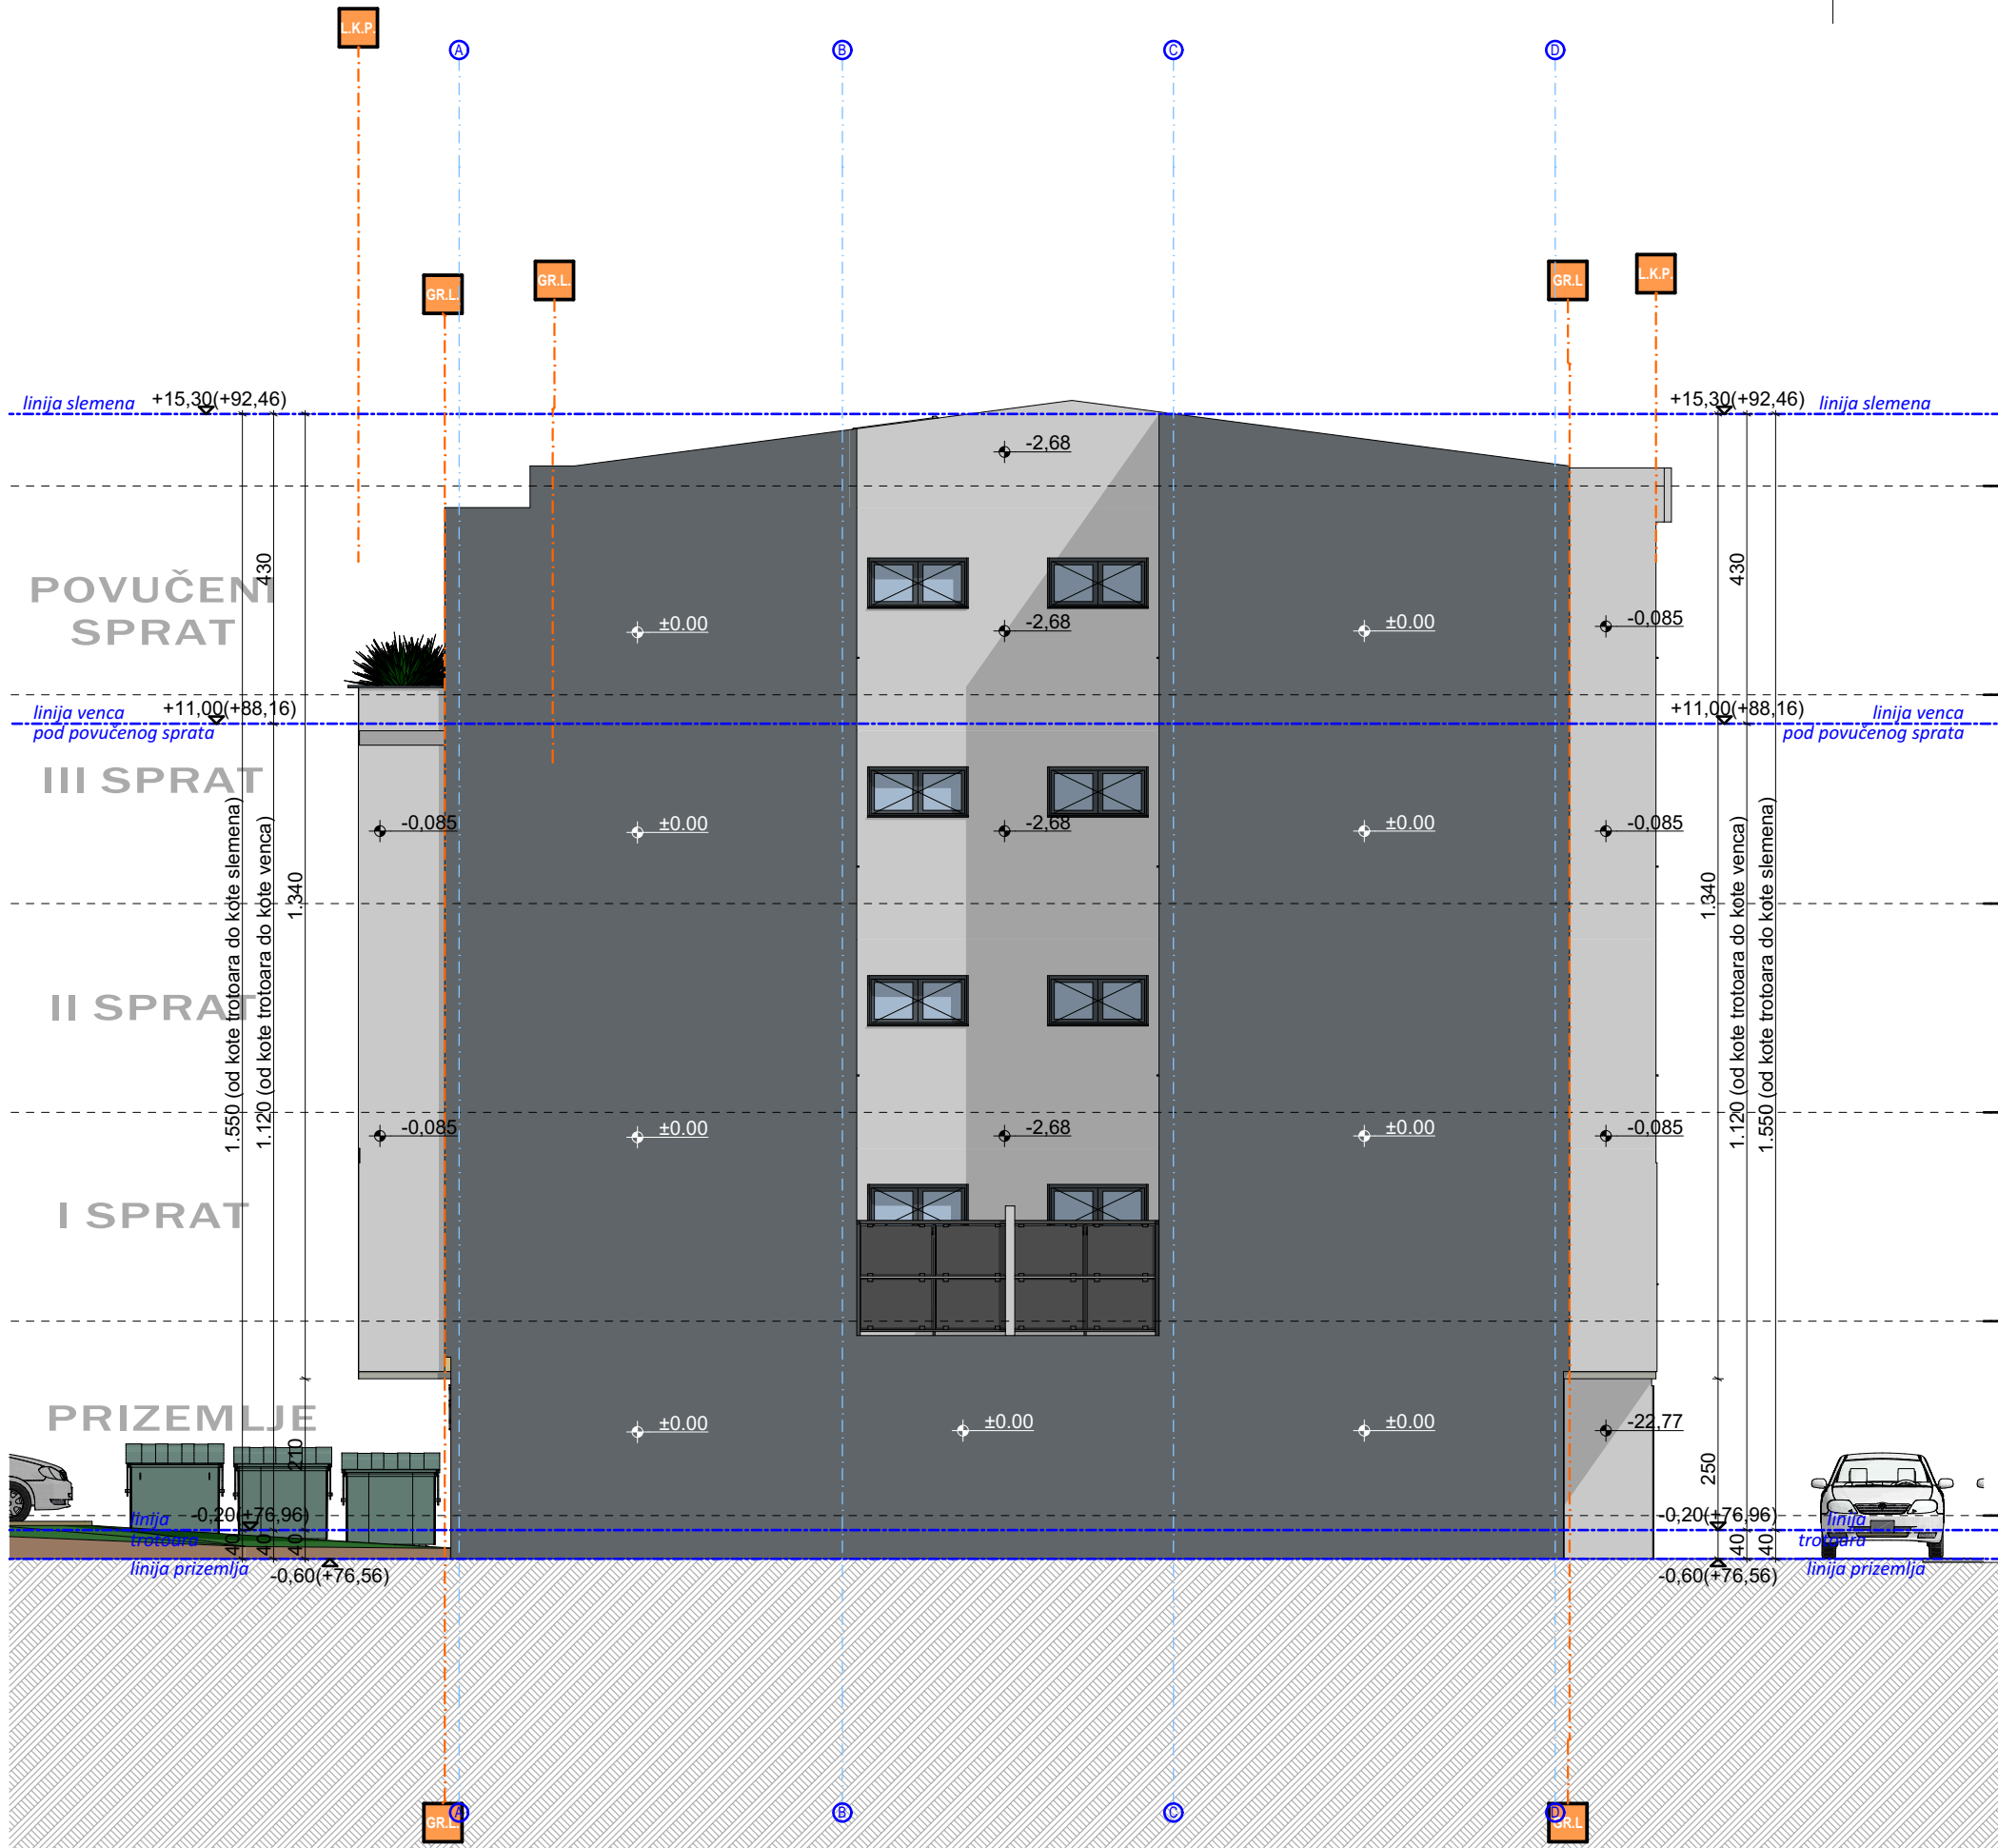 L.K.P.
A
B
C
D
GR.L.
GR.L.
GR.L
L.K.P.
linija slemena
+15,30(+92,46)
+15,30(+92,46)
linija slemena
-2,68
430
430
POVUČENI
SPRAT
±0.00
-2,68
±0.00
-0,085
linija venca
+11,00(+88,16)
pod povučenog sprata
+11,00(+88,16)
linija venca
pod povučenog sprata
III SPRAT
-0,085
±0.00
-2,68
±0.00
-0,085
1.550 (od kote trotoara do kote slemena)
1.120 (od kote trotoara do kote venca)
1.340
1.340
1.120 (od kote trotoara do kote venca)
1.550 (od kote trotoara do kote slemena)
II SPRAT
-0,085
±0.00
-2,68
±0.00
-0,085
I SPRAT
PRIZEMLJE
±0.00
±0.00
±0.00
-22,77
210
250
linija
trotoara
-0,20(+76,96)
-0,20(+76,96)
linija
trotoara
40
40
40
40
40
linija prizemlja
-0,60(+76,56)
-0,60(+76,56)
linija prizemlja
GR.L.
A
B
C
D
GR.L